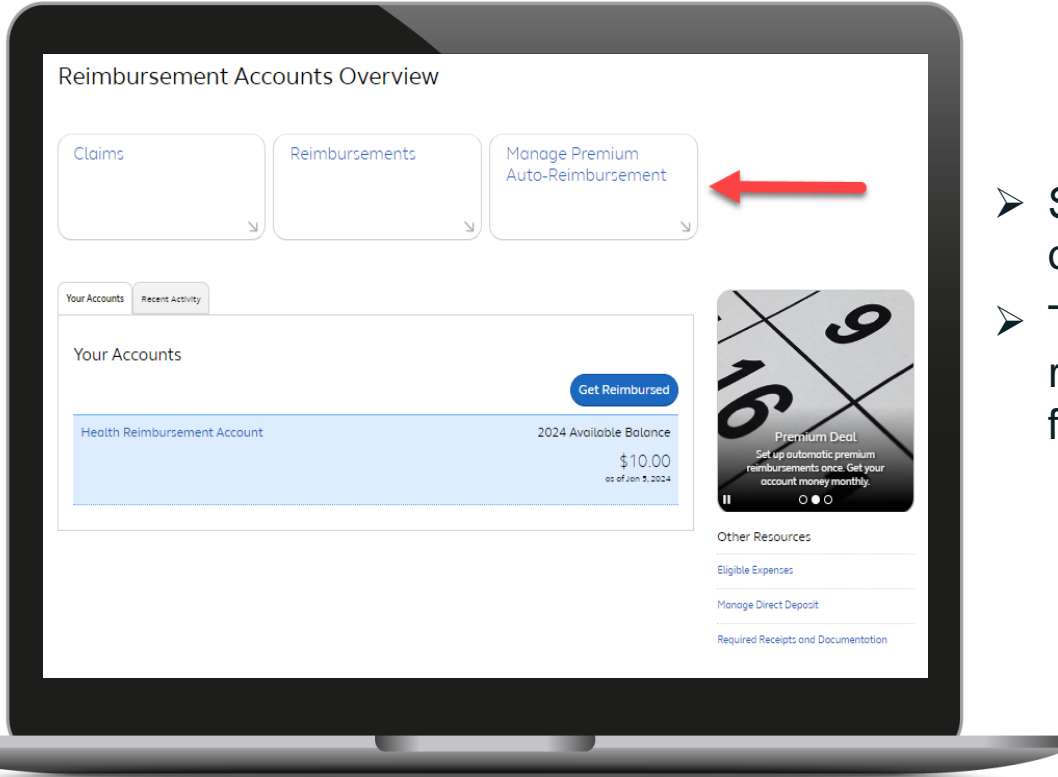 Reimbursement Accounts Overview
Claims
Reimbursements
Manage Premium
Auto-Reimbursement
Your Accounts
Recent Activity
Your Accounts
Get Reimbursed
Health Reimbursement Account
2024 Available Balance
$10.00
as of Jan 5, 2024
9
16
Premium Deal
Set up automatic premium
reimbursements once. Get your
account money monthly.
Other Resources
Eligible Expenses
Manage Direct Deposit
Required Receipts and Documentation